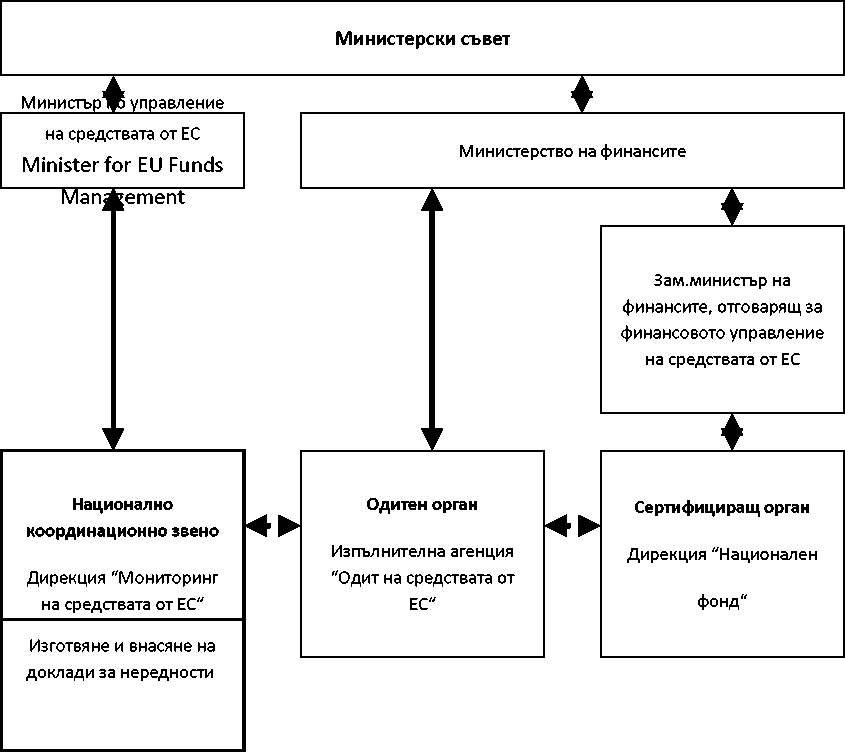 Министерски съвет
Министър по управление
на средствата от ЕС
Minister for EU Funds
Management
Министерство на финансите
Зам.министър на
финансите, отговарящ за
финансовото управление
на средствата от ЕС
Национално
координационно звено
Дирекция “Мониторинг
на средствата от ЕС“
Изготвяне и внасяне на
доклади за нередности
Одитен орган
Изпълнителна агенция
“Одит на средствата от
ЕС“
Сертифициращ орган
Дирекция “Национален
фонд“